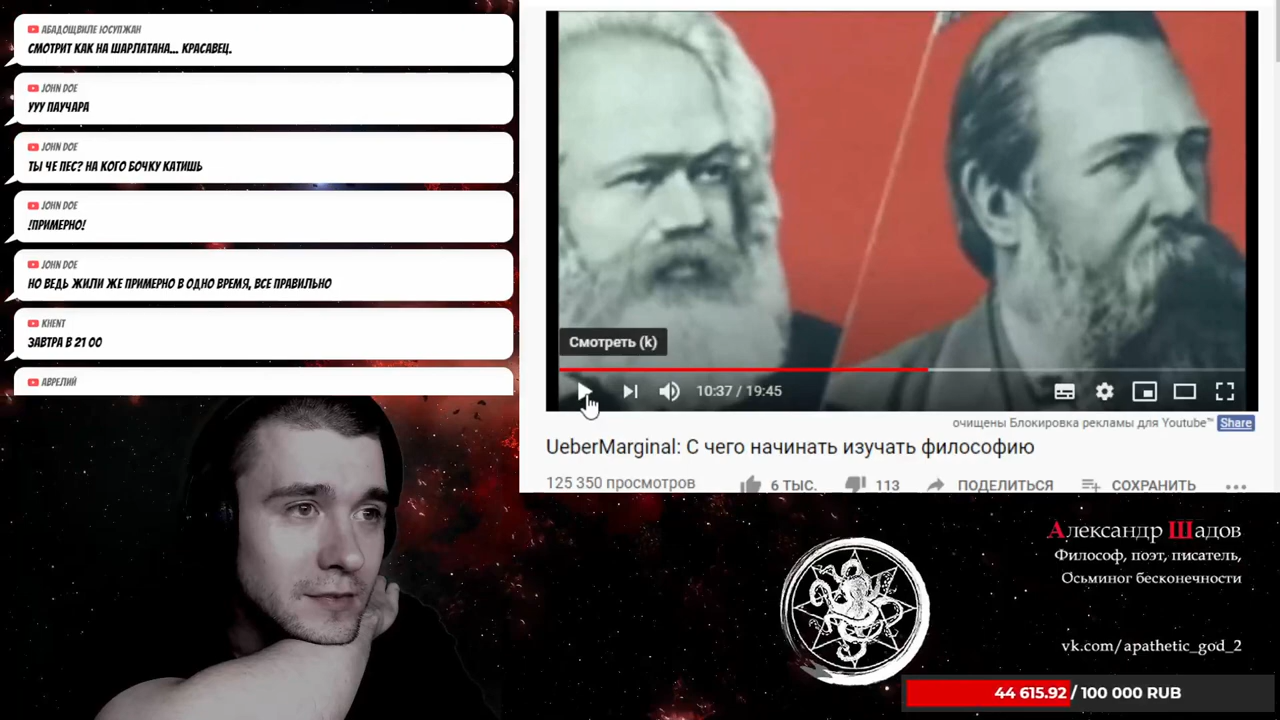 АБАДОЩВИЛЕ ЮСУПЖАН
СМОТРИТ КАК НА ШАРЛАТАНА... КРАСАВЕЦ.
JOHN DOE
УУУ ПАУЧАРА
JOHN DOE
ТЫ ЧЕ ПЕС? НА КОГО БОЧКУ КАТИШЬ
JOHN DOE
!ПРИМЕРНО!
JOHN DOE
НО ВЕДЬ ЖИЛИ ЖЕ ПРИМЕРНО В ОДНО ВРЕМЯ, ВСЕ ПРАВИЛЬНО
KHENT
ЗАВТРА В 21 00
АВРЕЛИЙ
Смотреть (k)
10:37 / 19:45
очищены Блокировка рекламы для Youtube™ Share
UeberMarginal: С чего начинать изучать философию
125 350 просмотров
6 ТЫС. 113 ПОДЕЛИТЬСЯ СОХРАНИТЬ
Александр Шадов
Философ, поэт, писатель,
Осьминог бесконечности
vk.com/apathetic_god_2
44 615.92 / 100 000 RUB